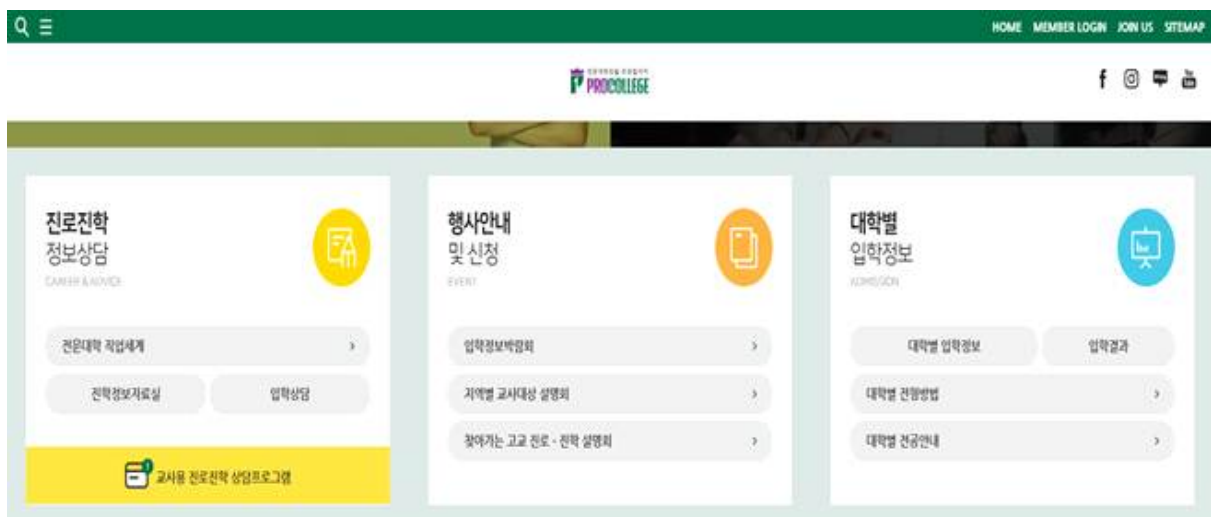 HOME MEMBER LOGIN JOIN US SITEMAP
PROCOLLEGE
진로진학
정보상담
CAREER & ADVICE
전문대학 직업세계
진학정보자료실 입학상담
교사용 진로진학 상담프로그램
행사안내
및 신청
EVENT
입학정보박람회
지역별 교사대상 설명회
찾아가는 고교 진로 · 진학 설명회
대학별
입학정보
ADMISSION
대학별 입학정보 입학결과
대학별 전형방법
대학별 전공안내